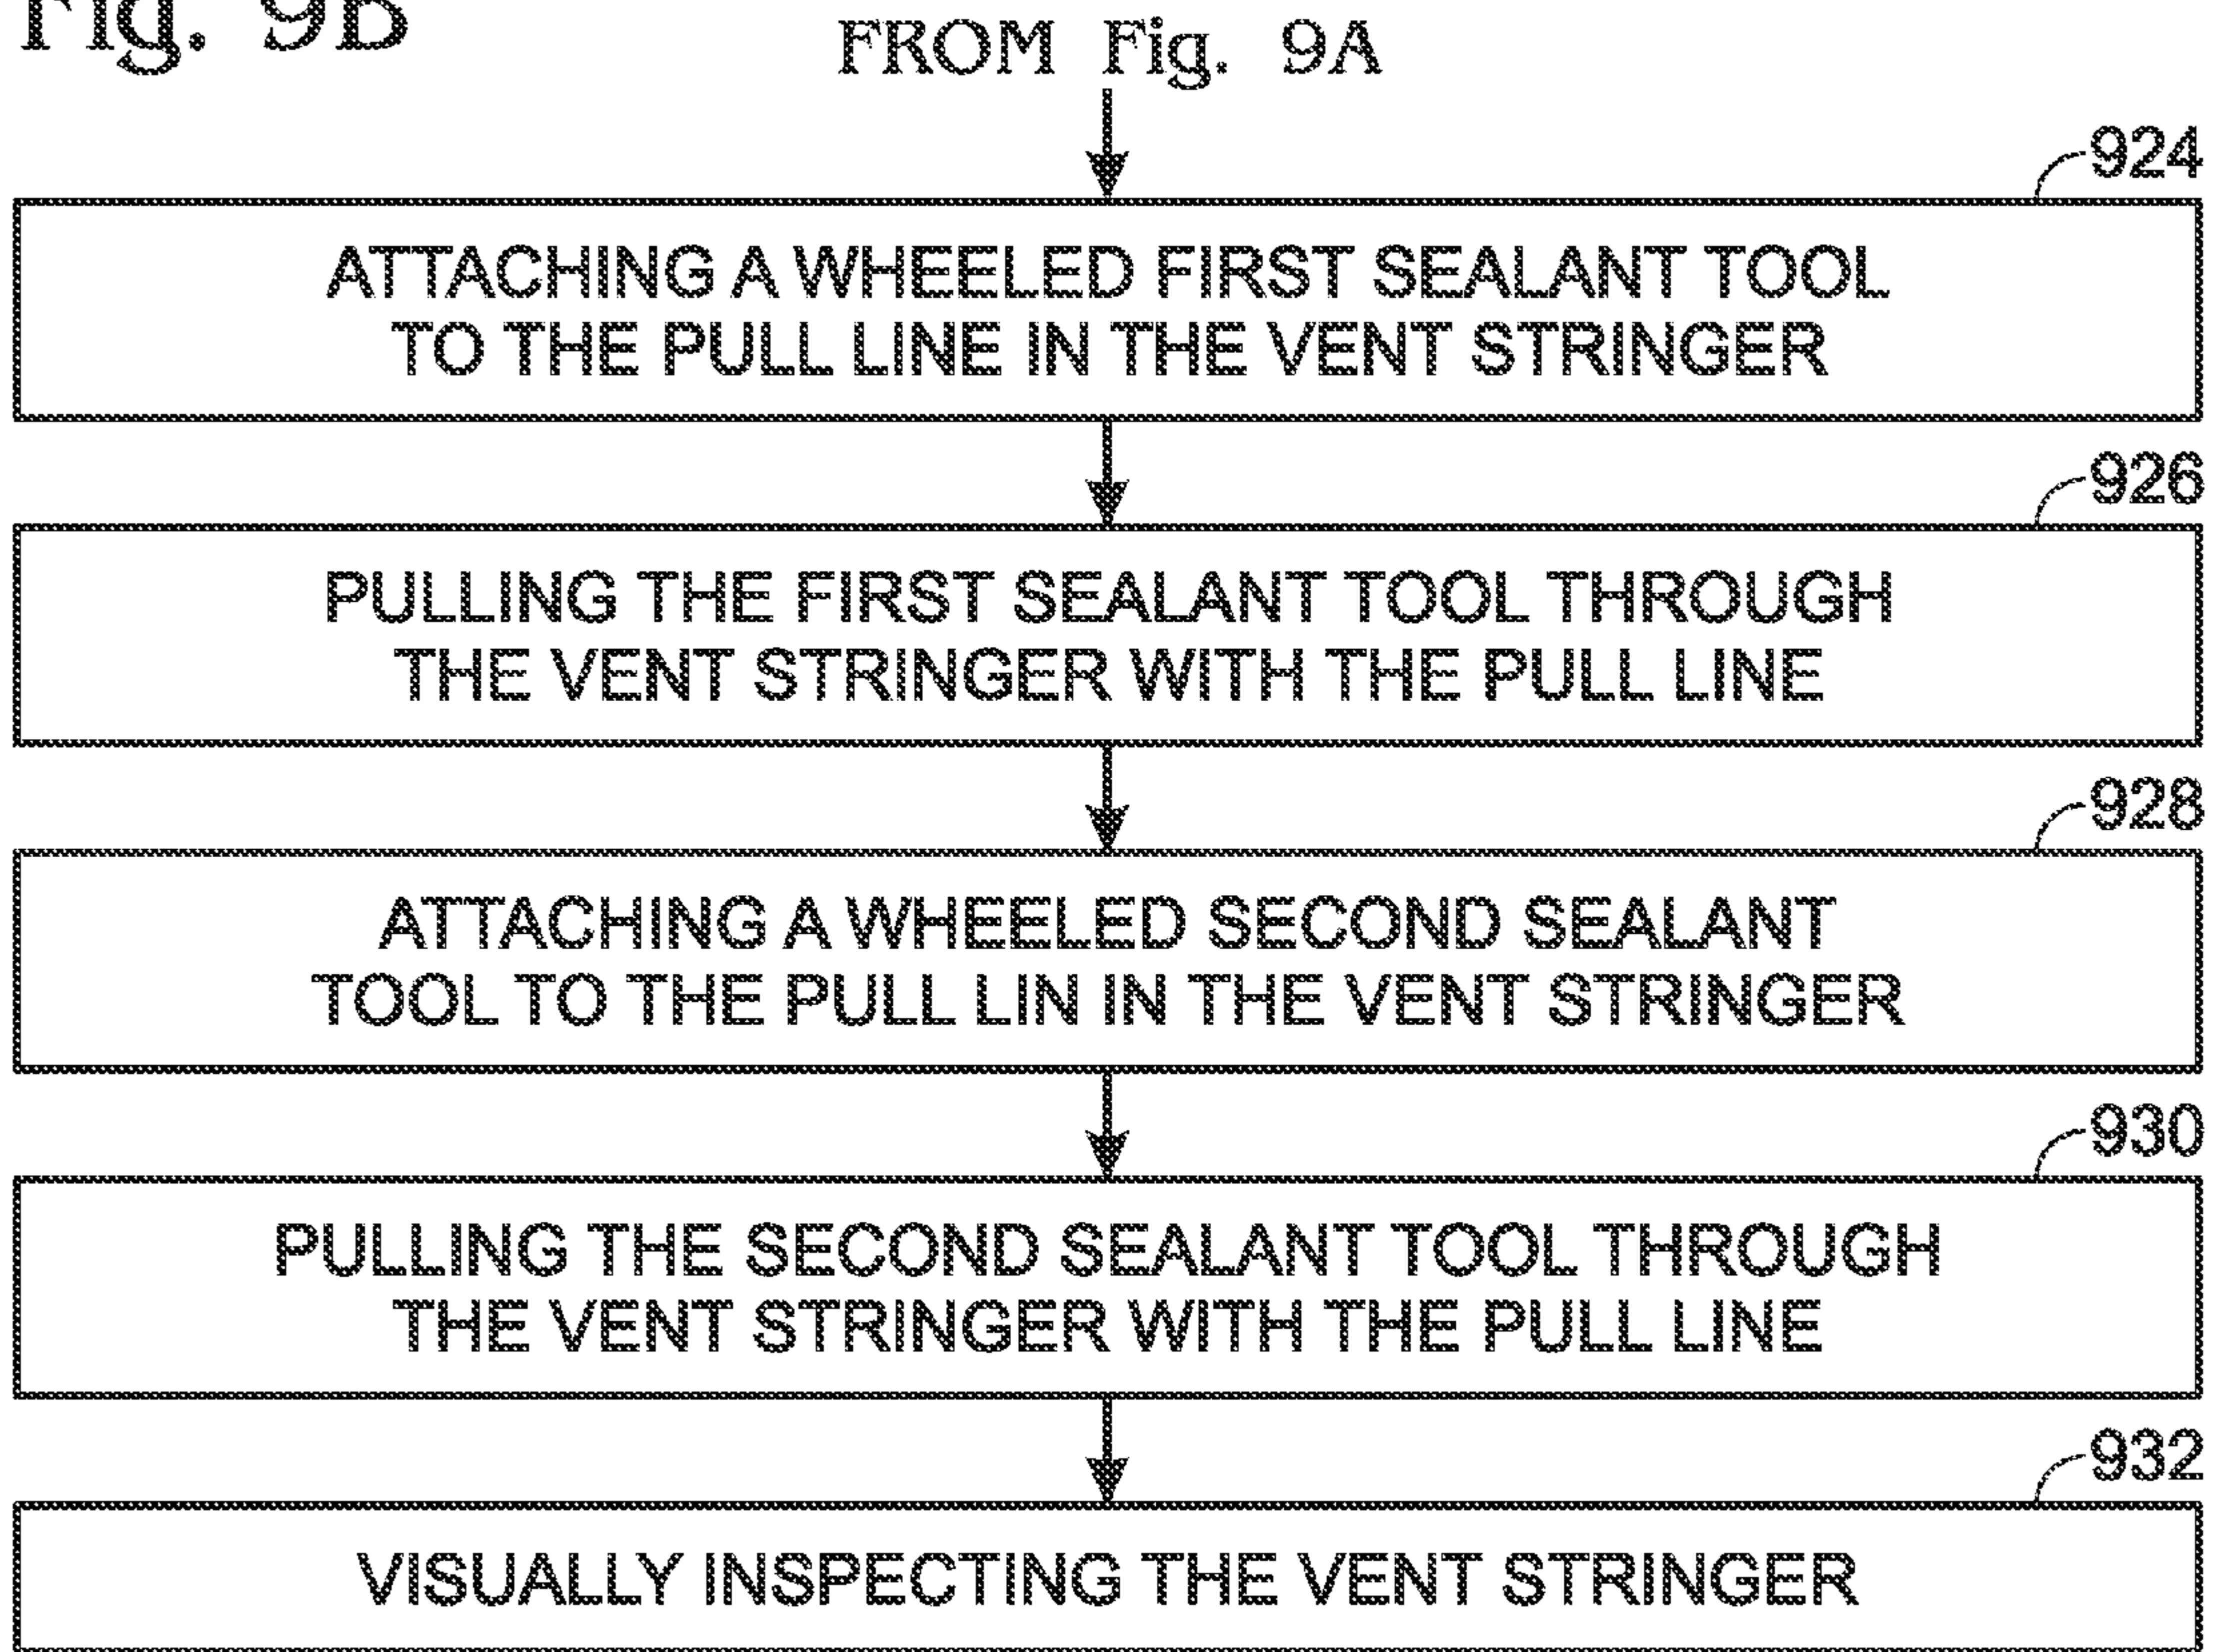 Fig. 9B
FROM Fig. 9A
924
ATTACHING A WHEELED FIRST SEALANT TOOL
TO THE PULL LINE IN THE VENT STRINGER
926
PULLING THE FIRST SEALANT TOOL THROUGH
THE VENT STRINGER WITH THE PULL LINE
928
ATTACHING A WHEELED SECOND SEALANT
TOOL TO THE PULL LIN IN THE VENT STRINGER
930
PULLING THE SECOND SEALANT TOOL THROUGH
THE VENT STRINGER WITH THE PULL LINE
932
VISUALLY INSPECTING THE VENT STRINGER